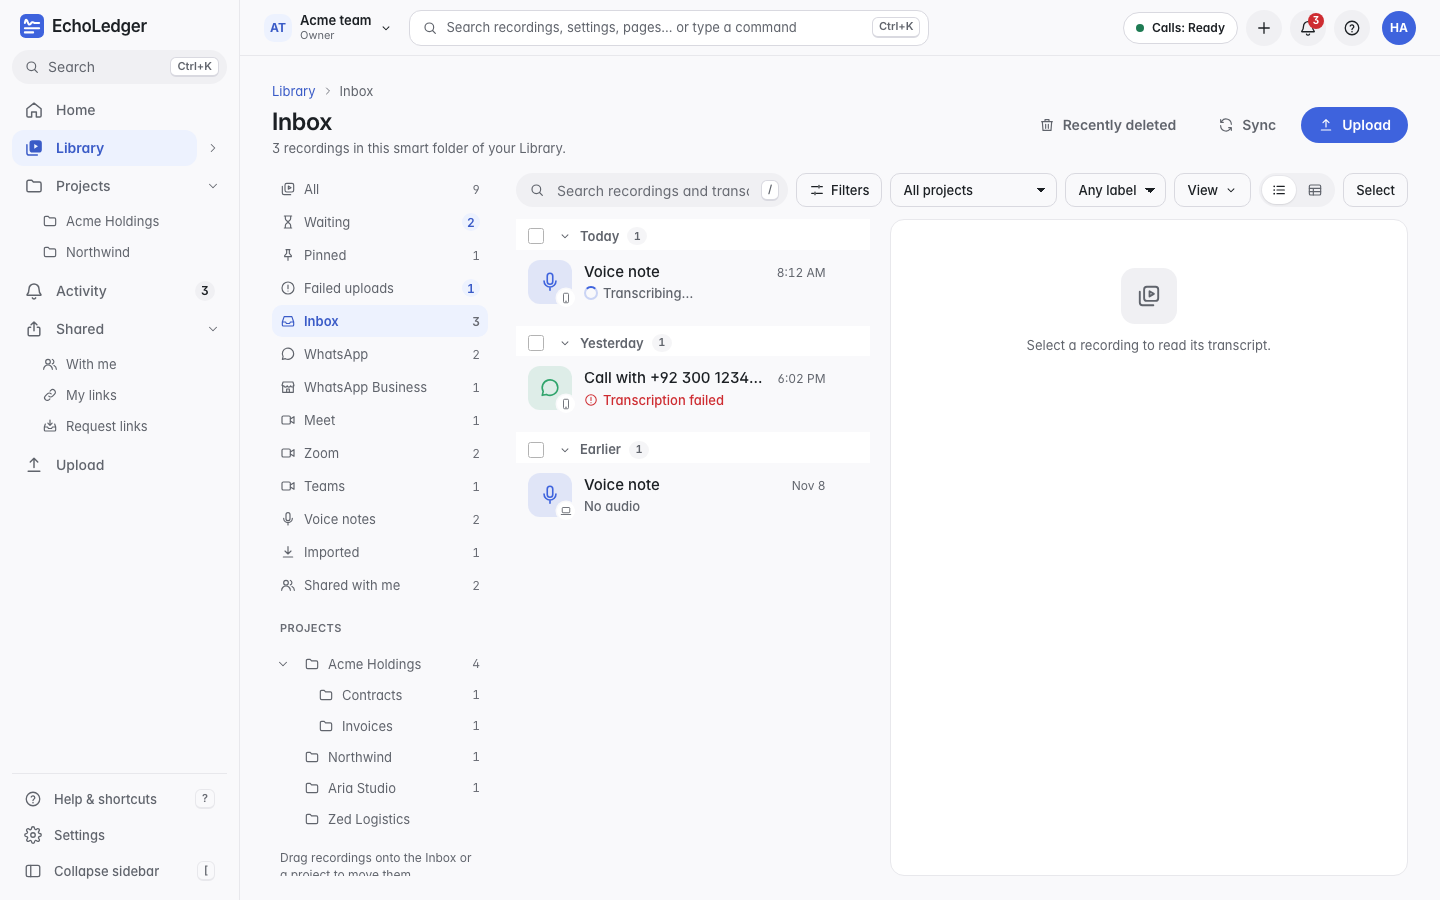 EchoLedger
Search Ctrl+K
Home
Library
Projects
Acme Holdings
Northwind
Activity 3
Shared
With me
My links
Request links
Upload
Help & shortcuts ?
Settings
Collapse sidebar [
AT Acme team
Owner
Search recordings, settings, pages... or type a command Ctrl+K
Calls: Ready
3
HA
Library > Inbox
Inbox
3 recordings in this smart folder of your Library.
Recently deleted
Sync
Upload
All 9
Waiting 2
Pinned 1
Failed uploads 1
Inbox 3
WhatsApp 2
WhatsApp Business 1
Meet 1
Zoom 2
Teams 1
Voice notes 2
Imported 1
Shared with me 2
PROJECTS
Acme Holdings 4
Contracts 1
Invoices 1
Northwind 1
Aria Studio 1
Zed Logistics
Drag recordings onto the Inbox or
a project to move them
Search recordings and transc /
Filters
All projects
Any label
View
Select
Today 1
Voice note 8:12 AM
Transcribing...
Yesterday 1
Call with +92 300 1234... 6:02 PM
Transcription failed
Earlier 1
Voice note Nov 8
No audio
Select a recording to read its transcript.